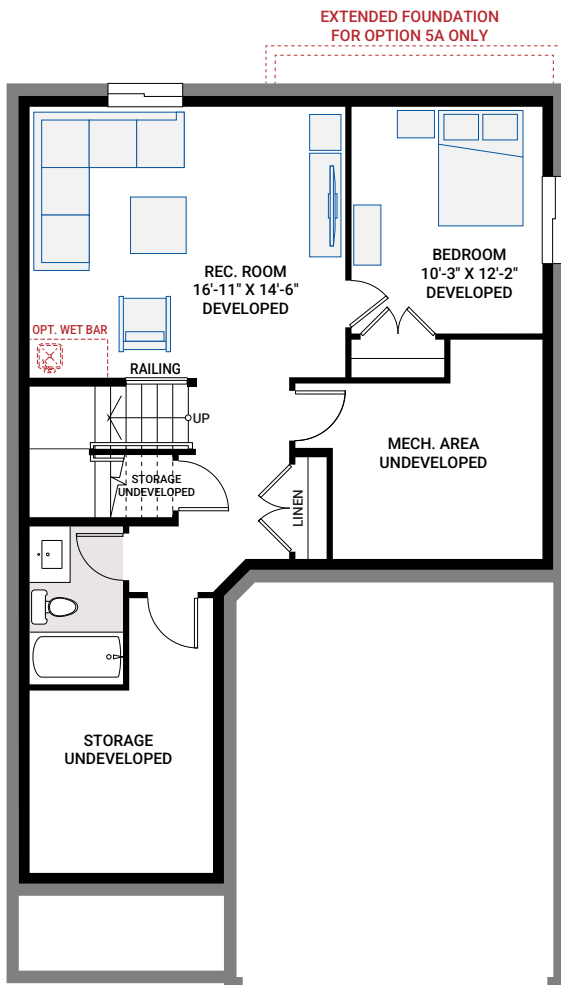 EXTENDED FOUNDATION
FOR OPTION 5A ONLY
REC. ROOM
16'-11" X 14'-6"
DEVELOPED
BEDROOM
10'-3" X 12'-2"
DEVELOPED
OPT. WET BAR
RAILING
UP
MECH. AREA
UNDEVELOPED
STORAGE
UNDEVELOPED
LINEN
STORAGE
UNDEVELOPED